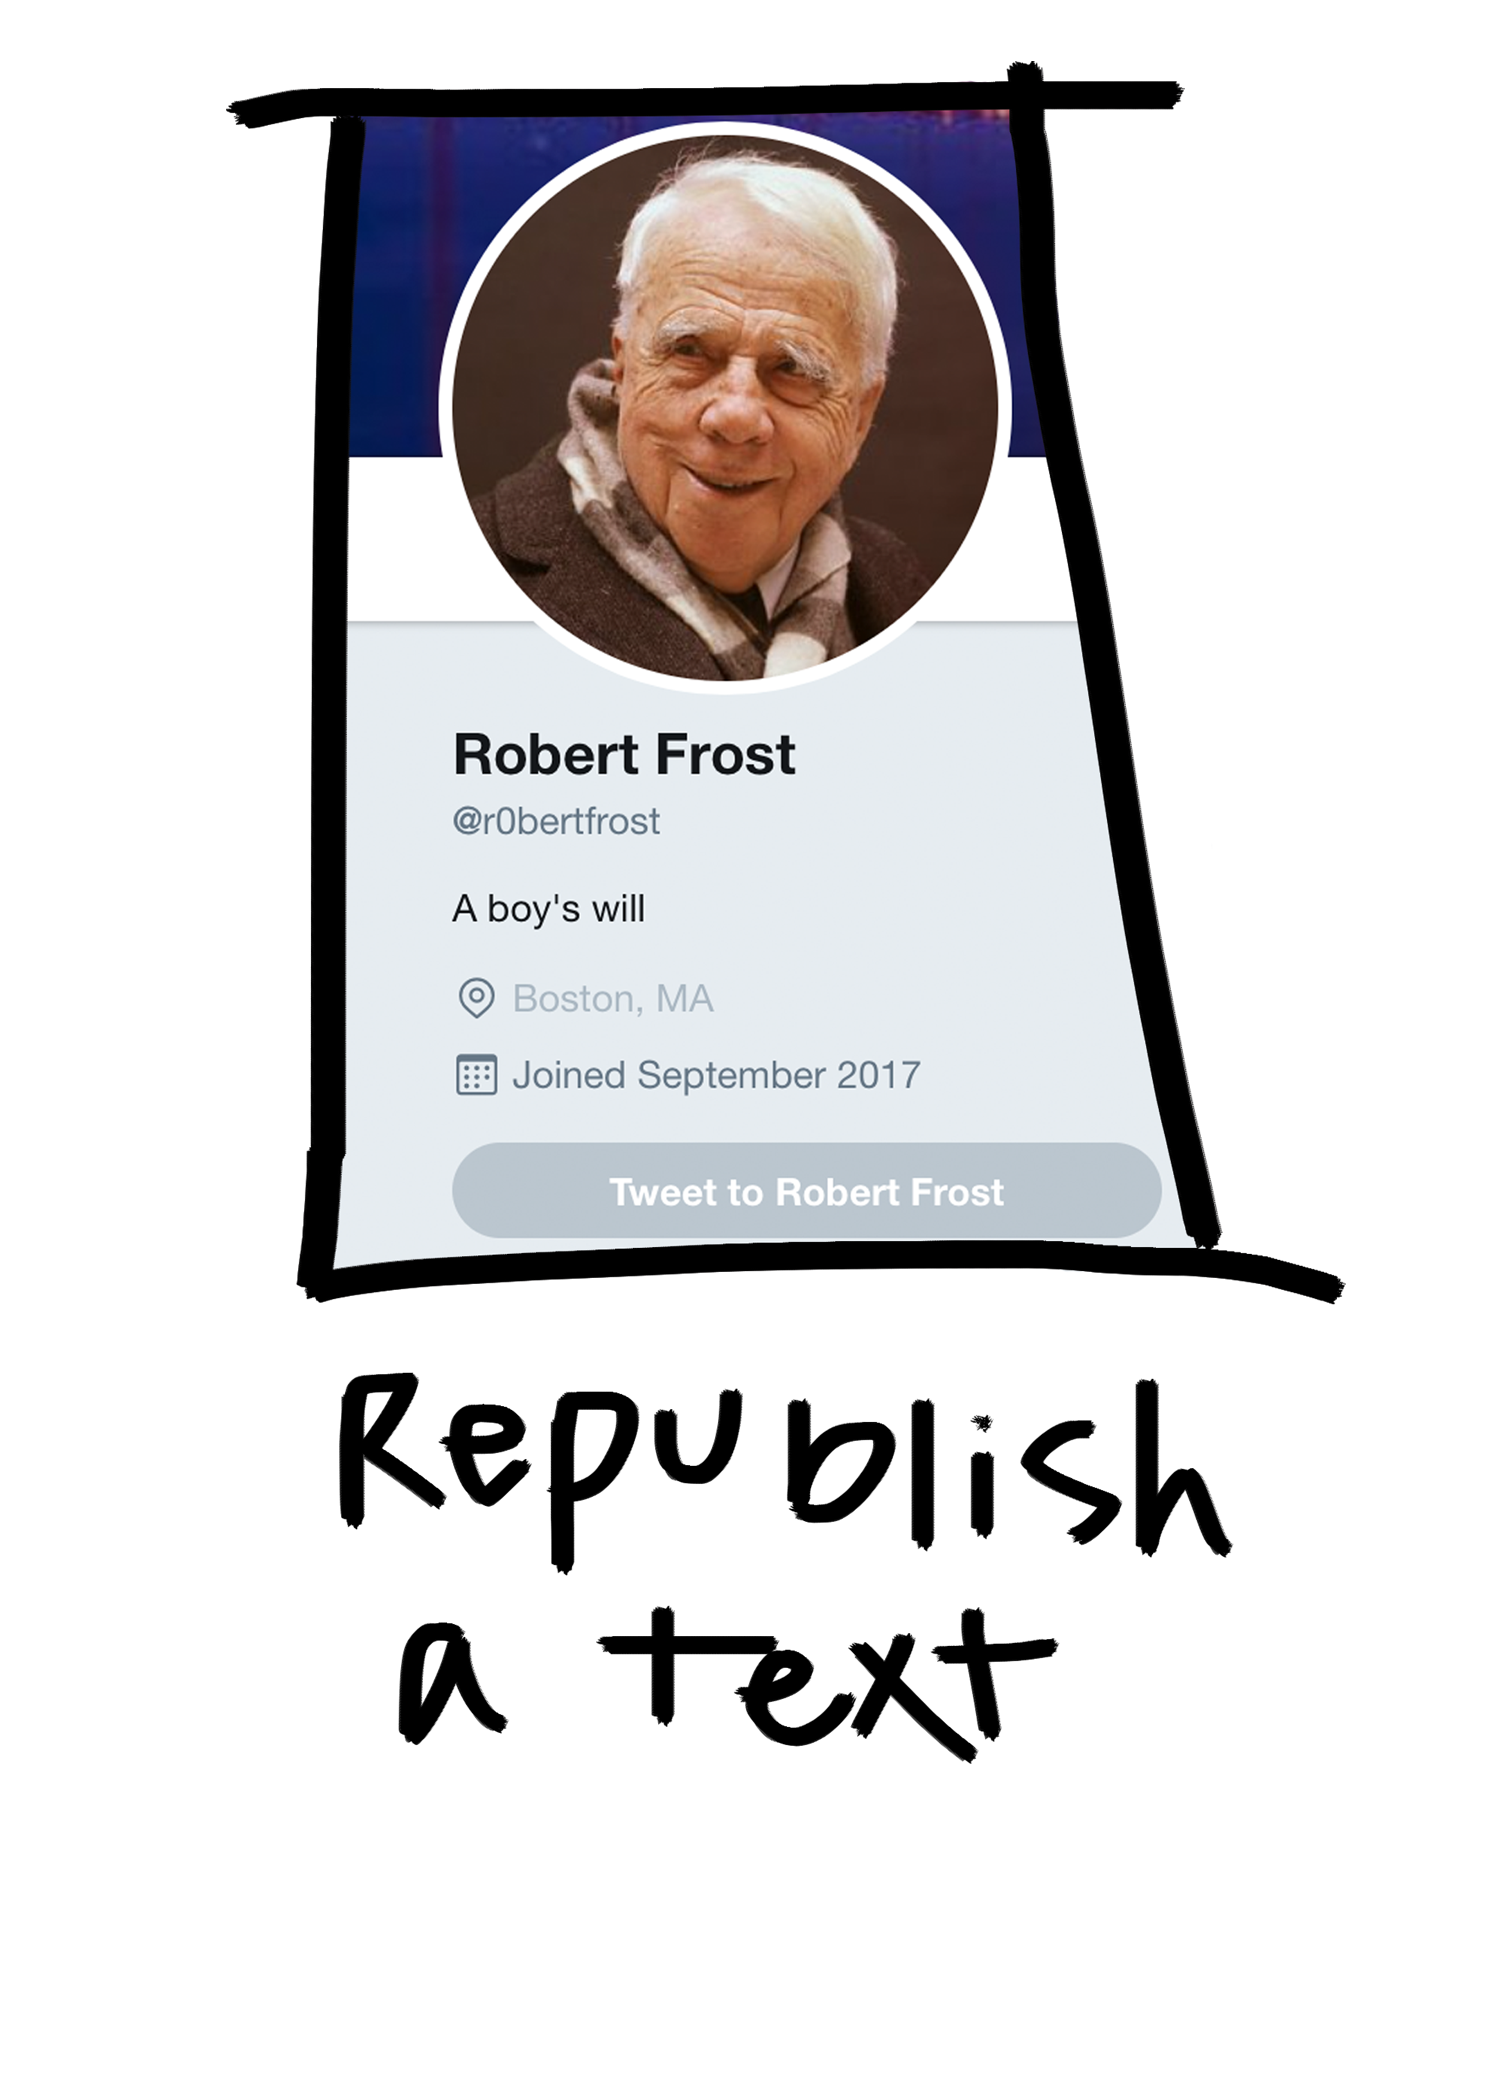 Robert Frost
@r0bertfrost
A boy's will
Boston, MA
Joined September 2017
Tweet to Robert Frost
Republish
a text